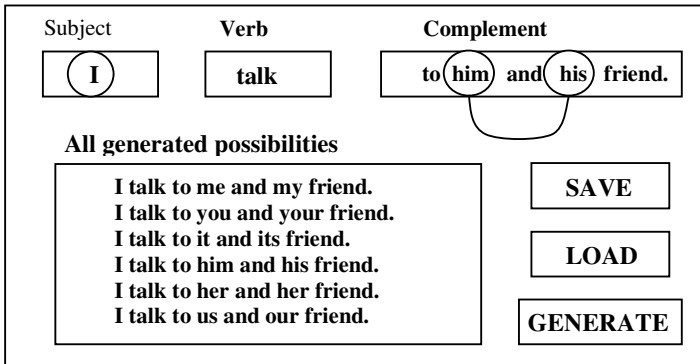 Subject Verb Complement
I talk to him and his friend.
All generated possibilities
I talk to me and my friend.
I talk to you and your friend.
I talk to it and its friend.
I talk to him and his friend.
I talk to her and her friend.
I talk to us and our friend.
SAVE
LOAD
GENERATE